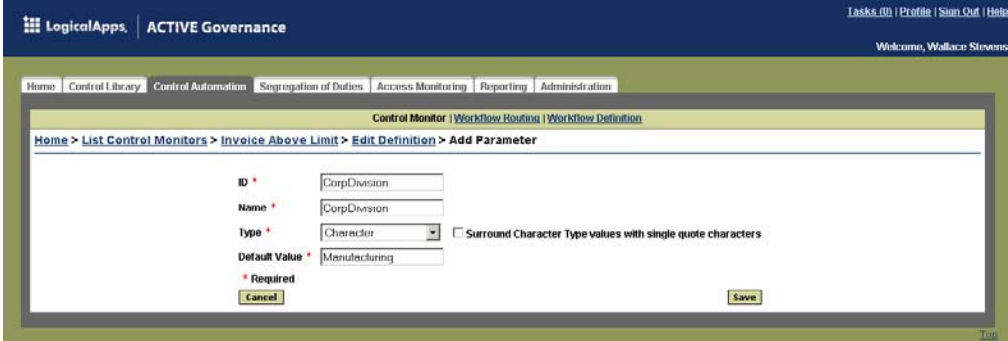 Tasks (0) | Profile | Sign Out | Help
LogicalApps. ACTIVE Governance
Welcome, Wallace Stevens
Home Control Library Control Automation Segregation of Duties Access Monitoring Reporting Administration
Control Monitor | Workflow Routing | Workflow Definition
Home > List Control Monitors > Invoice Above Limit > Edit Definition > Add Parameter
ID * CorpDivision
Name * CorpDivision
Type * Character Surround Character Type values with single quote characters
Default Value * Manufacturing
* Required
Cancel Save
Top